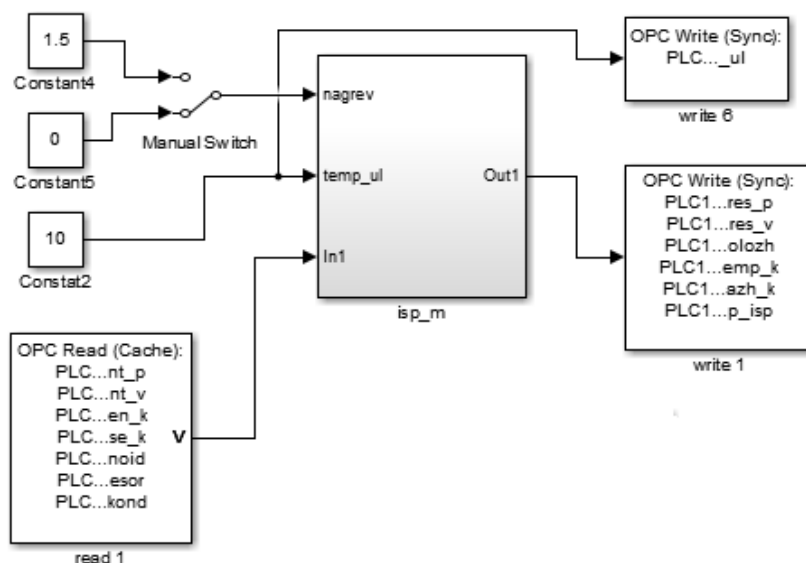 1.5
Constant4
0
Constant5
Manual Switch
10
Constat2
nagrev
temp_ul
In1
Out1
isp_m
OPC Write (Sync):
PLC..._ul
write 6
OPC Write (Sync):
PLC1...res_p
PLC1...res_v
PLC1...olozh
PLC1...emp_k
PLC1...azh_k
PLC1...p_isp
write 1
OPC Read (Cache):
PLC...nt_p
PLC...nt_v
PLC...en_k
PLC...se_k
PLC...noid
PLC...esor
PLC...kond
V
read 1